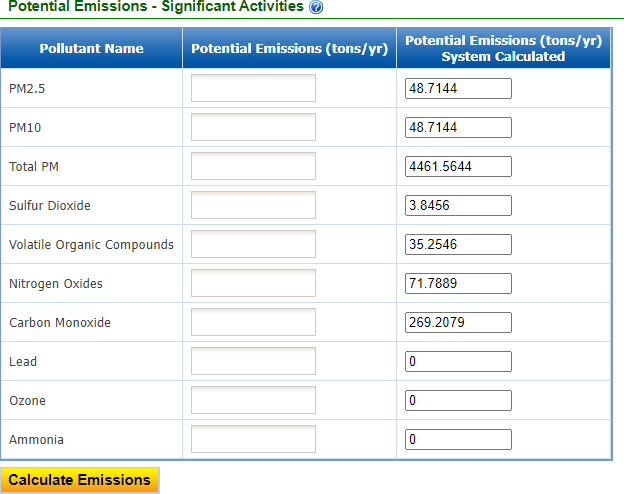 Potential Emissions - Significant Activities ?
Pollutant Name Potential Emissions (tons/yr) Potential Emissions (tons/yr)
System Calculated
PM2.5 48.7144
PM10 48.7144
Total PM 4461.5644
Sulfur Dioxide 3.8456
Volatile Organic Compounds 35.2546
Nitrogen Oxides 71.7889
Carbon Monoxide 269.2079
Lead 0
Ozone 0
Ammonia 0
Calculate Emissions